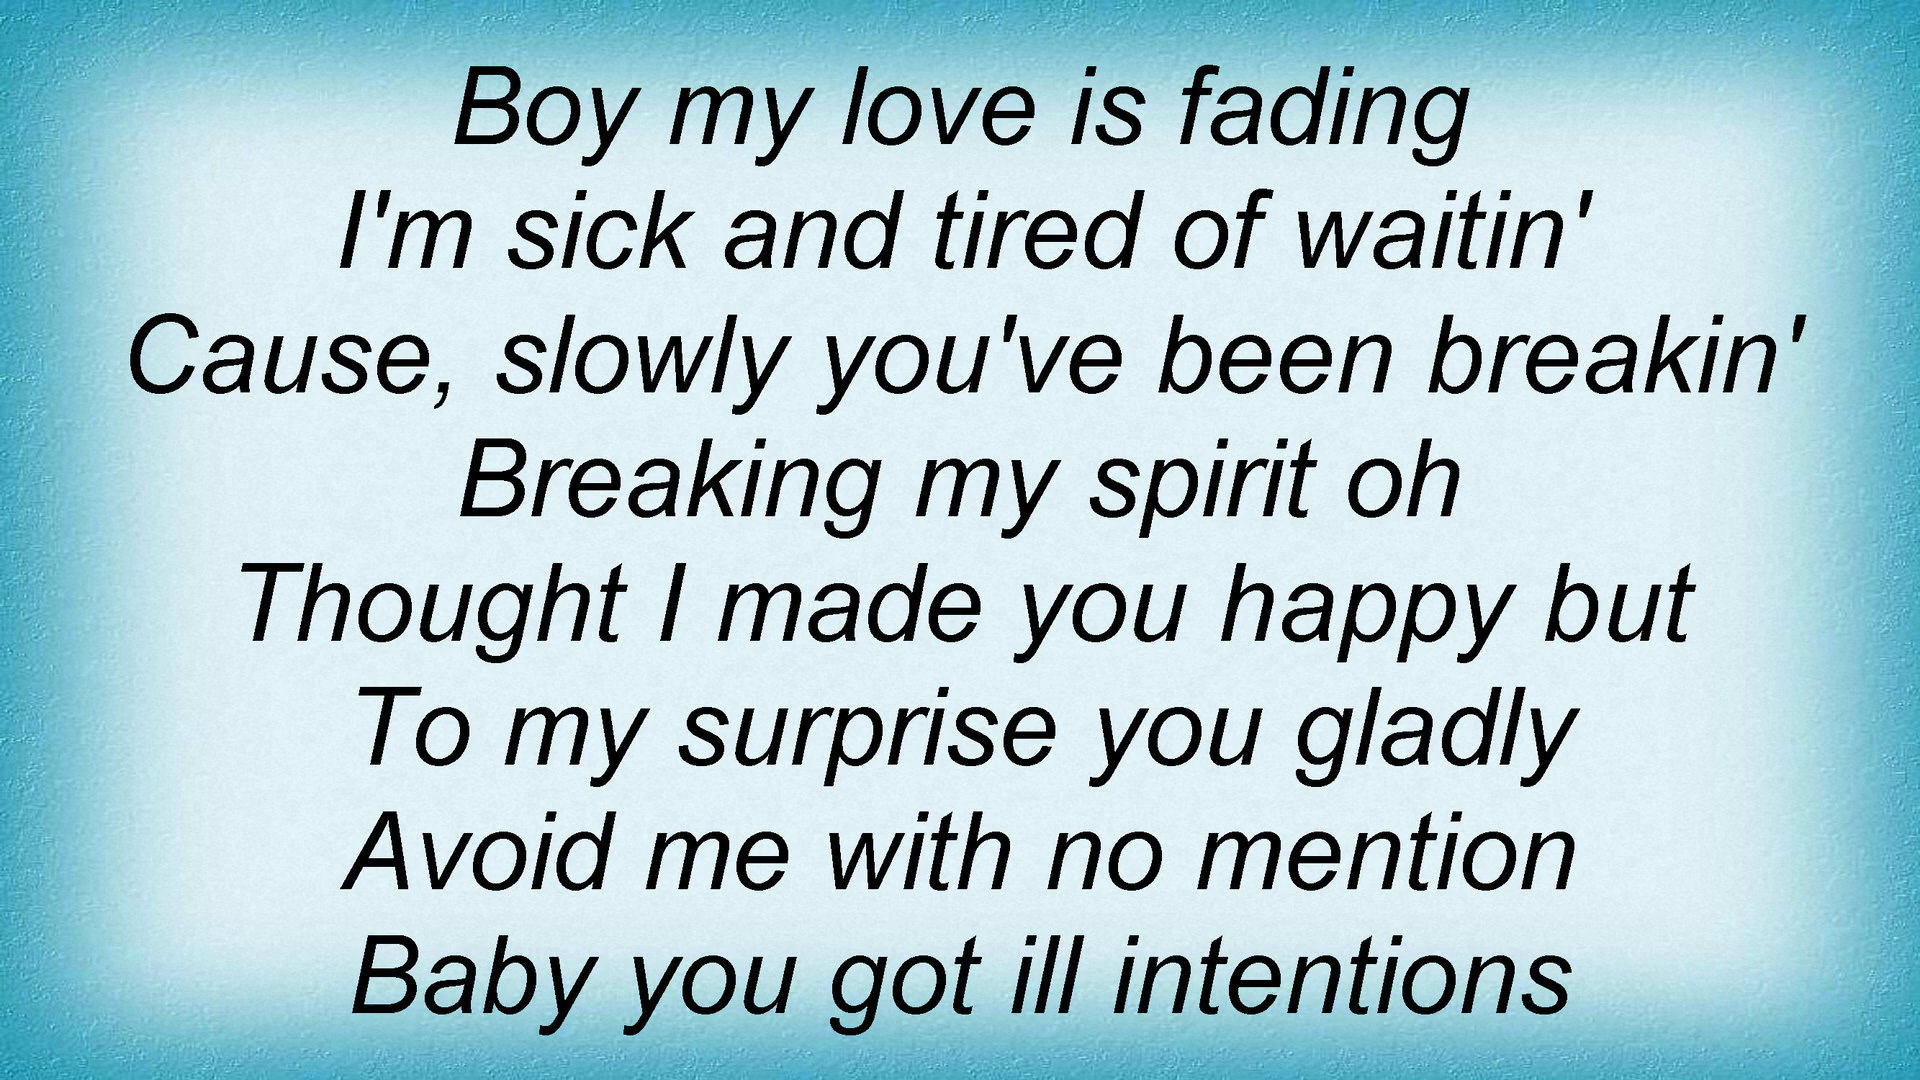 Boy my love is fading
I'm sick and tired of waitin'
Cause, slowly you've been breakin'
Breaking my spirit oh
Thought I made you happy but
To my surprise you gladly
Avoid me with no mention
Baby you got ill intentions